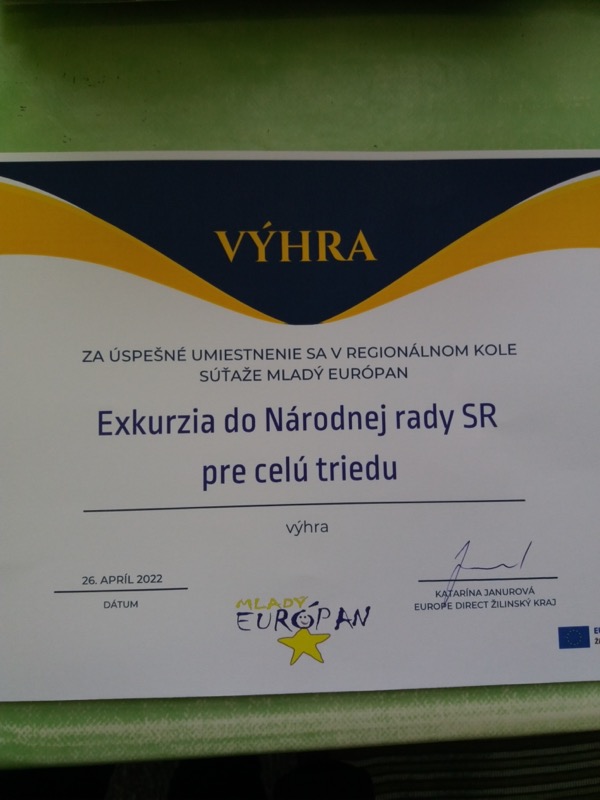 VÝHRA
ZA ÚSPEŠNÉ UMIESTNENIE SA V REGIONÁLNOM KOLE
SÚŤAŽE MLADÝ EURÓPAN
Exkurzia do Národnej rady SR
pre celú triedu
výhra
26. APRÍL 2022
DÁTUM
MLADÝ
EURÓPAN
KATARÍNA JANUROVÁ
EUROPE DIRECT ŽILINSKÝ KRAJ